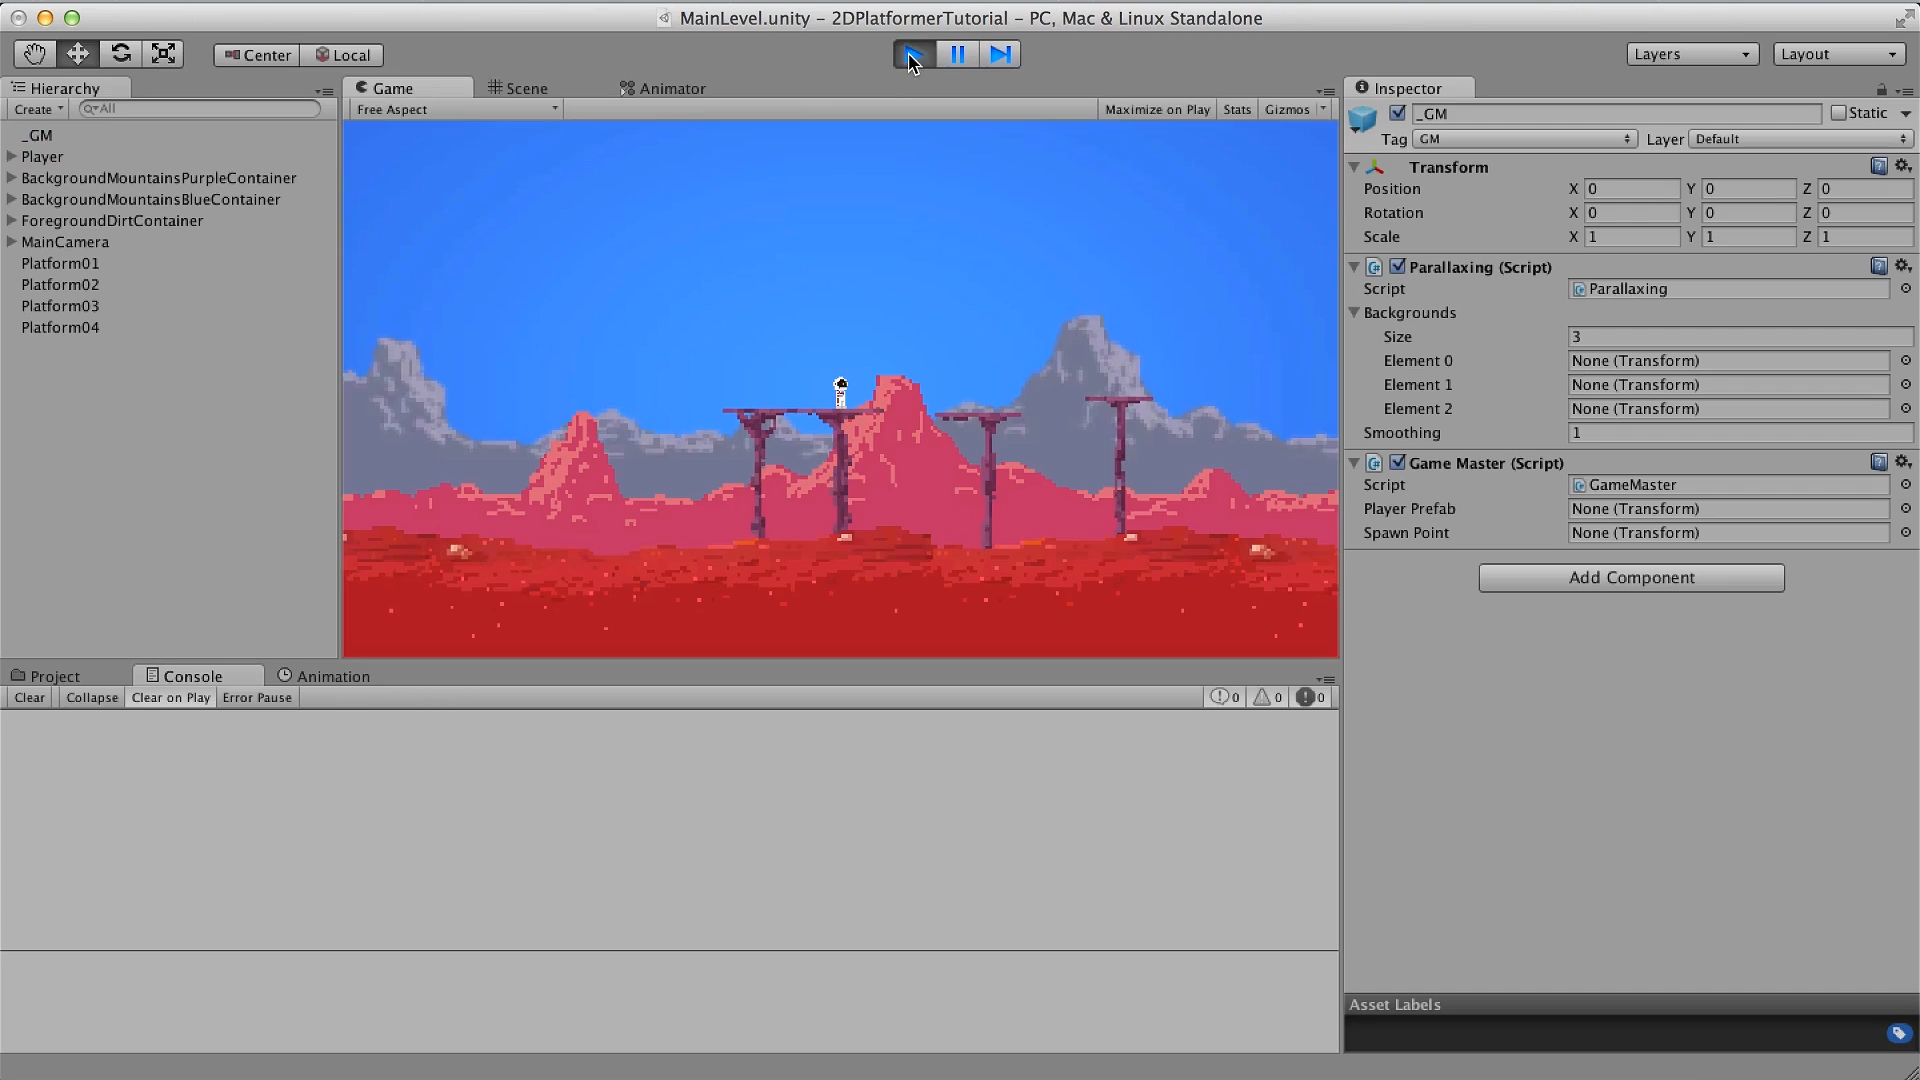 MainLevel.unity – 2DPlatformerTutorial – PC, Mac & Linux Standalone
Center
Local
Layers
Layout
Hierarchy
Create
All
_GM
Player
BackgroundMountainsPurpleContainer
BackgroundMountainsBlueContainer
ForegroundDirtContainer
MainCamera
Platform01
Platform02
Platform03
Platform04
Game
Scene
Animator
Free Aspect
Maximize on Play
Stats
Gizmos
Inspector
_GM
Static
Tag GM
Layer Default
Transform
Position X 0 Y 0 Z 0
Rotation X 0 Y 0 Z 0
Scale X 1 Y 1 Z 1
Parallaxing (Script)
Script Parallaxing
Backgrounds
Size 3
Element 0 None (Transform)
Element 1 None (Transform)
Element 2 None (Transform)
Smoothing 1
Game Master (Script)
Script GameMaster
Player Prefab None (Transform)
Spawn Point None (Transform)
Add Component
Asset Labels
Project
Console
Animation
Clear
Collapse
Clear on Play
Error Pause
0
0
0